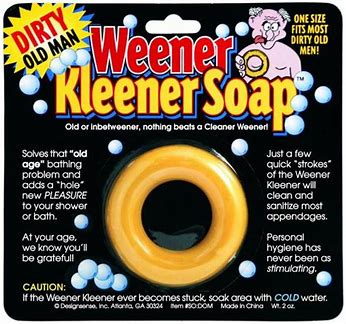 DIRTY
OLD MAN
Weener
Kleener Soap™
ONE SIZE
FITS MOST
DIRTY OLD
MEN!
Old or inbetweener, nothing beats a Cleaner Weener!
Solves that "old
age" bathing
problem and
adds a "hole"
new PLEASURE
to your shower
or bath.
At your age,
we know you'll
be grateful!
Just a few
quick "strokes"
of the Weener
Kleener will
clean and
sanitize most
appendages.
Personal
hygiene has
never been as
stimulating.
CAUTION:
If the Weener Kleener ever becomes stuck, soak area with COLD water.
© Designsense, Inc. Atlanta, GA 30324 Item #SO:DOM Made in China Wt. 2 oz.